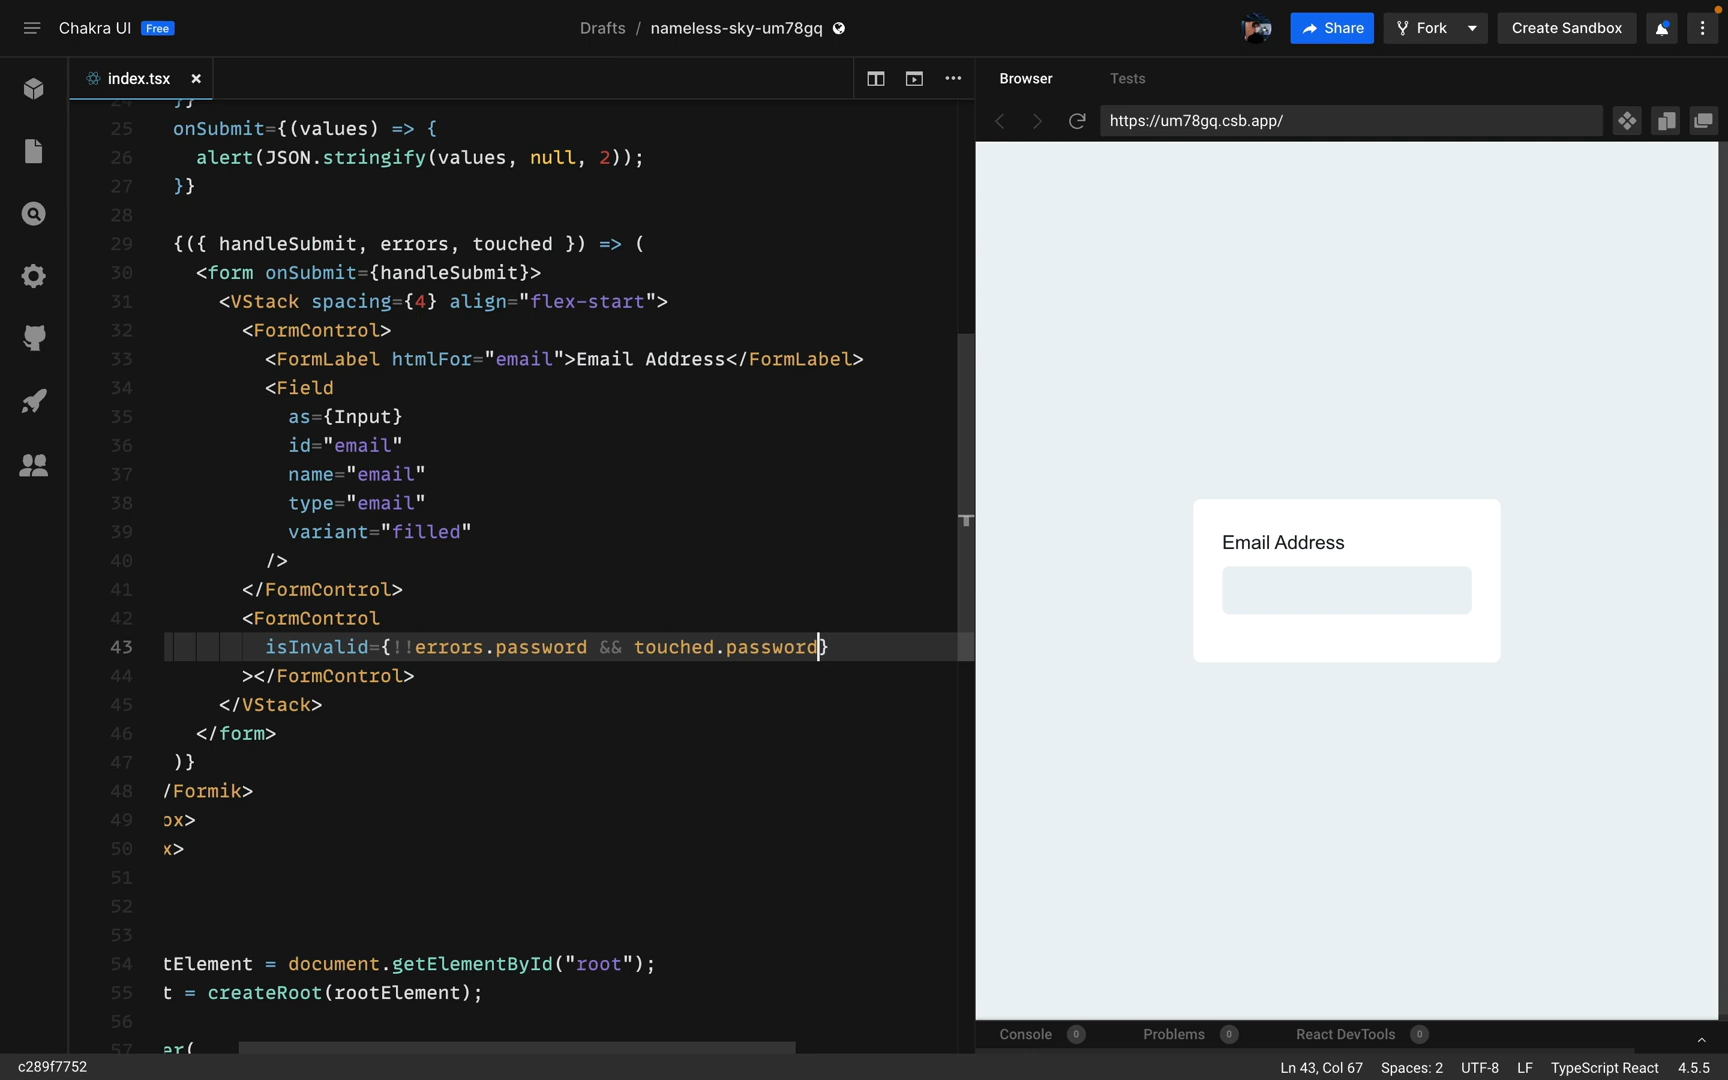 Chakra UI Free Drafts / nameless-sky-um78gq Share Fork Create Sandbox
index.tsx Browser Tests
https://um78gq.csb.app/
24 }}
25 onSubmit={(values) => {
26 alert(JSON.stringify(values, null, 2));
27 }}
28
29 {({ handleSubmit, errors, touched }) => (
30 <form onSubmit={handleSubmit}>
31 <VStack spacing={4} align="flex-start">
32 <FormControl>
33 <FormLabel htmlFor="email">Email Address</FormLabel>
34 <Field
35 as={Input}
36 id="email"
37 name="email"
38 type="email"
39 variant="filled"
40 />
41 </FormControl>
42 <FormControl
43 isInvalid={!!errors.password && touched.password}
44 ></FormControl>
45 </VStack>
46 </form>
47 )}
48 /Formik>
49 ox>
50 x>
51
52
53
54 tElement = document.getElementById("root");
55 t = createRoot(rootElement);
56
57 er(
Email Address
Console 0 Problems 0 React DevTools 0
c289f7752 Ln 43, Col 67 Spaces: 2 UTF-8 LF TypeScript React 4.5.5